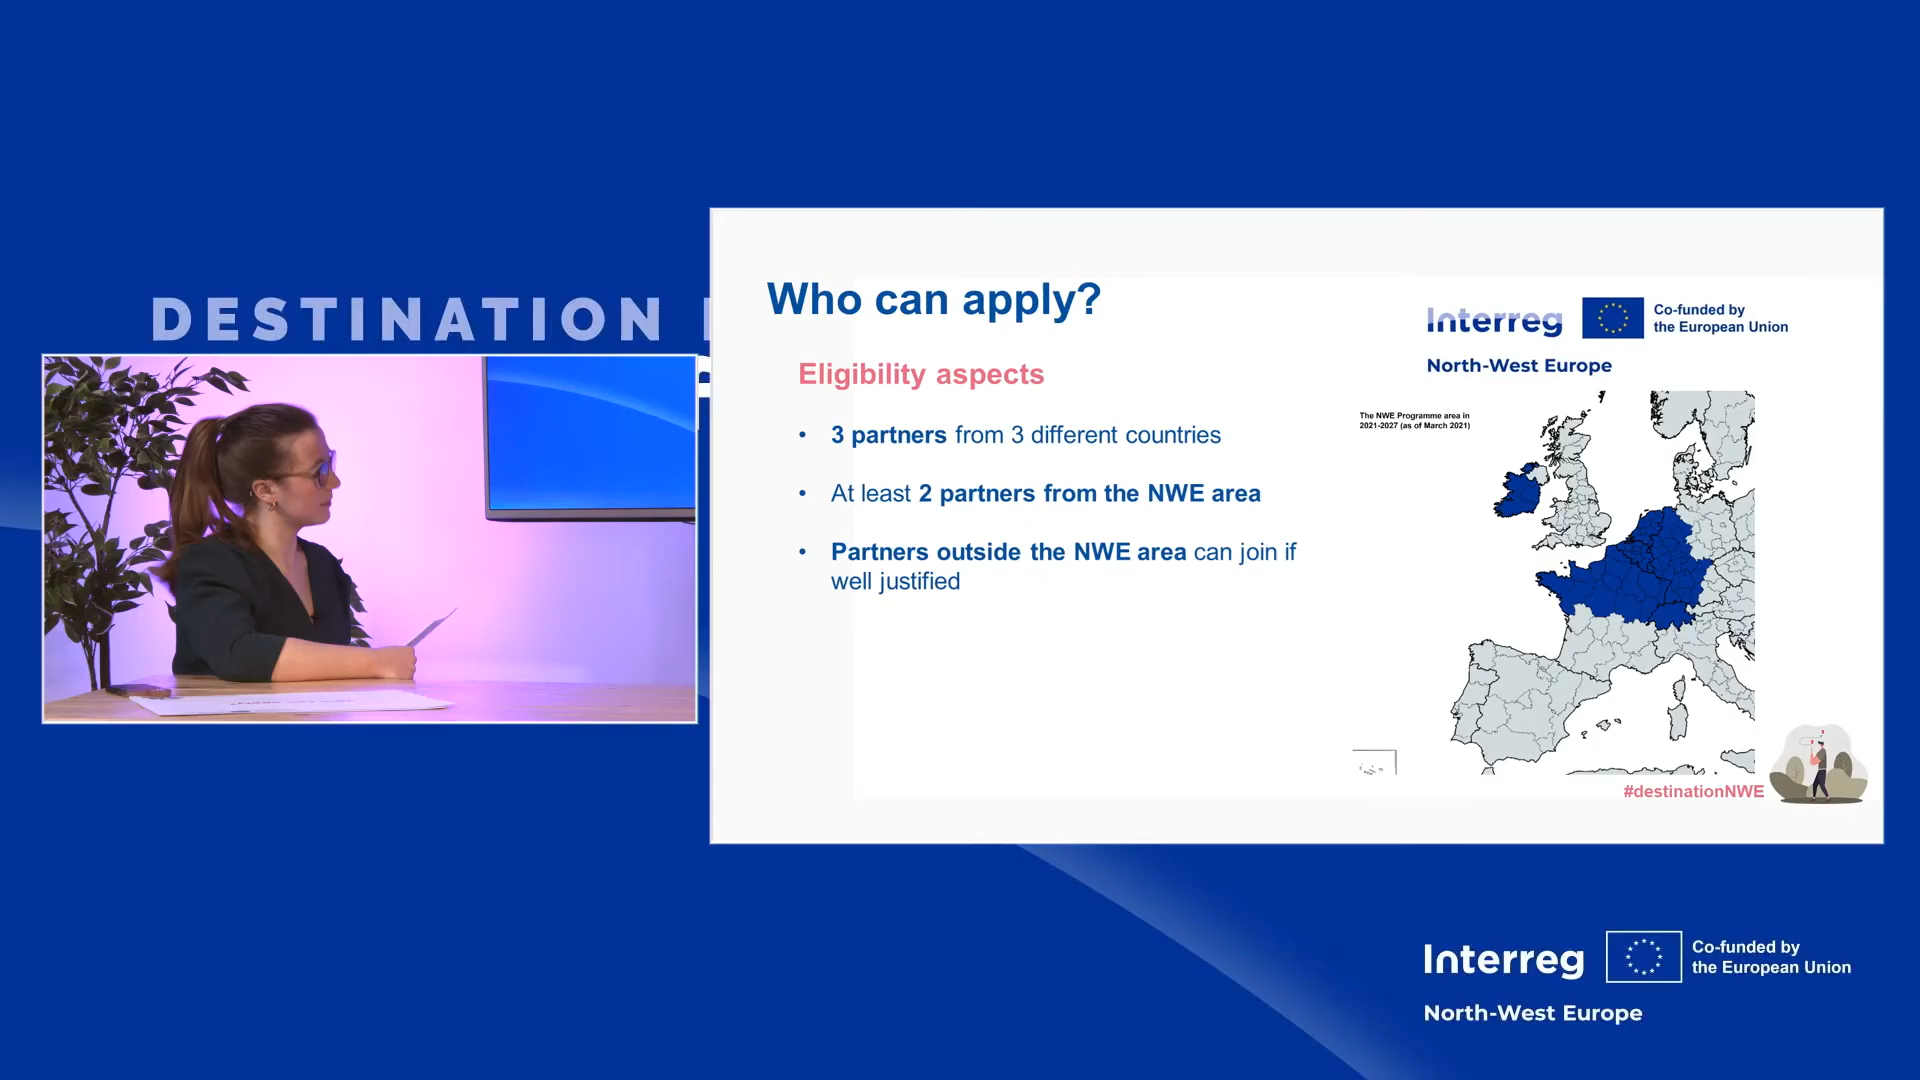 DESTINATION
Who can apply?
Interreg
Co-funded by
the European Union
North-West Europe
Eligibility aspects
• 3 partners from 3 different countries
• At least 2 partners from the NWE area
• Partners outside the NWE area can join if
well justified
The NWE Programme area in
2021-2027 (as of March 2021)
#destinationNWE
Interreg
Co-funded by
the European Union
North-West Europe